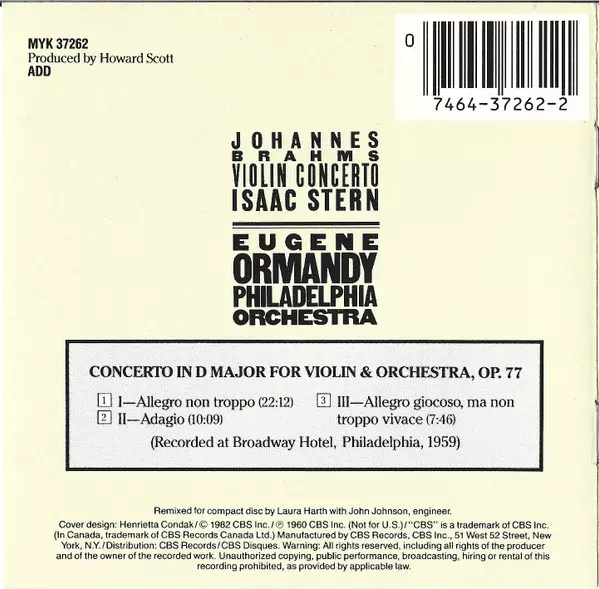 MYK 37262
Produced by Howard Scott
ADD
0
7464-37262-2
JOHANNES
BRAHMS
VIOLIN CONCERTO
ISAAC STERN
EUGENE
ORMANDY
PHILADELPHIA
ORCHESTRA
CONCERTO IN D MAJOR FOR VIOLIN & ORCHESTRA, OP. 77
1 I—Allegro non troppo (22:12)
2 II—Adagio (10:09)
3 III—Allegro giocoso, ma non
troppo vivace (7:46)
(Recorded at Broadway Hotel, Philadelphia, 1959)
Remixed for compact disc by Laura Harth with John Johnson, engineer.
Cover design: Henrietta Condak/© 1982 CBS Inc./℗ 1960 CBS Inc. (Not for U.S.)/"CBS" is a trademark of CBS Inc.
(In Canada, trademark of CBS Records Canada Ltd.) Manufactured by CBS Records, CBS Inc., 51 West 52 Street, New
York, N.Y./Distribution: CBS Records/CBS Disques. Warning: All rights reserved, including all rights of the producer
and of the owner of the recorded work. Unauthorized copying, public performance, broadcasting, hiring or rental of this
recording prohibited, as provided by applicable law.